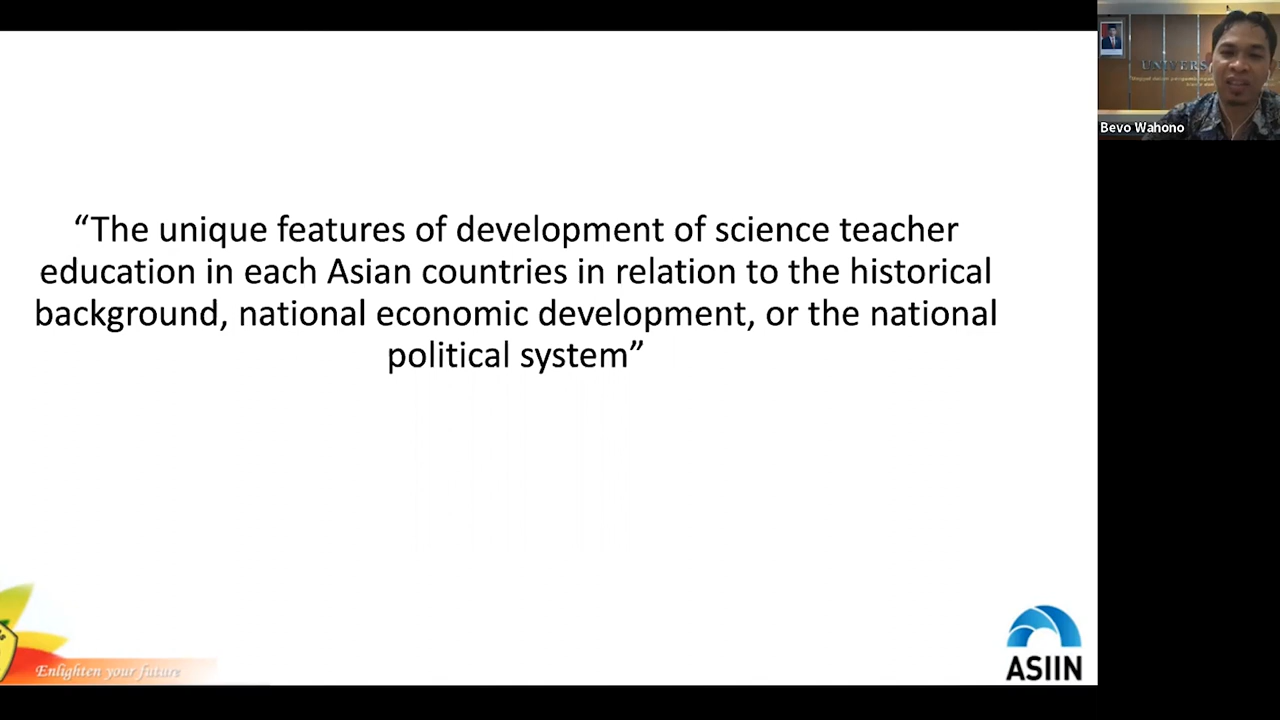 “The unique features of development of science teacher
education in each Asian countries in relation to the historical
background, national economic development, or the national
political system”
Bevo Wahono
Enlighten your future
ASIIN